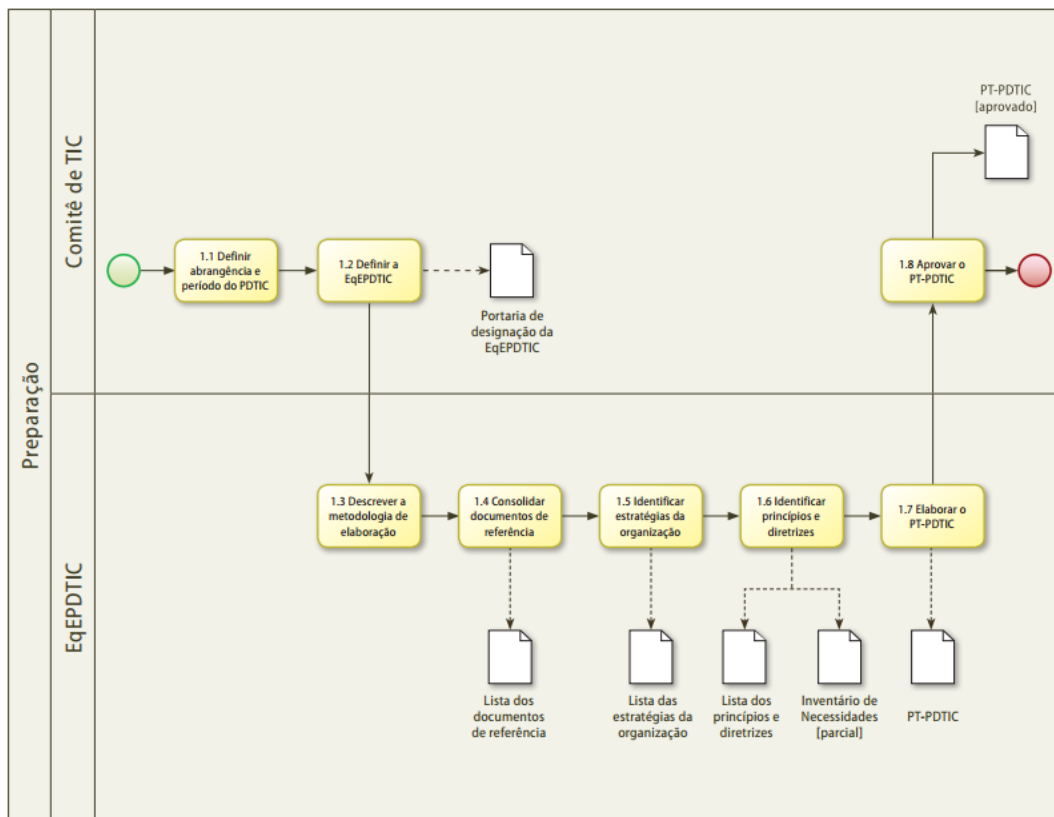 Preparação
Comitê de TIC
PT-PDTIC
[aprovado]
1.1 Definir
abrangência e
período do PDTIC
1.2 Definir a
EqEPDTIC
Portaria de
designação da
EqEPDTIC
1.8 Aprovar o
PT-PDTIC
EqEPDTIC
1.3 Descrever a
metodologia de
elaboração
1.4 Consolidar
documentos de
referência
1.5 Identificar
estratégias da
organização
1.6 Identificar
princípios e
diretrizes
1.7 Elaborar o
PT-PDTIC
Lista dos
documentos
de referência
Lista das
estratégias da
organização
Lista dos
princípios e
diretrizes
Inventário de
Necessidades
[parcial]
PT-PDTIC